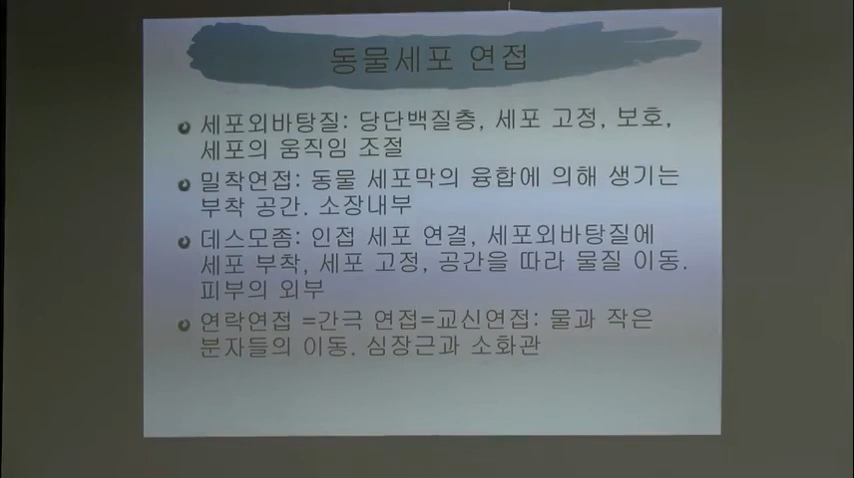 동물세포 연접
세포외바탕질: 당단백질층, 세포 고정, 보호,
세포의 움직임 조절
밀착연접: 동물 세포막의 융합에 의해 생기는
부착 공간. 소장내부
데스모좀: 인접 세포 연결, 세포외바탕질에
세포 부착, 세포 고정, 공간을 따라 물질 이동.
피부의 외부
연락연접 =간극 연접=교신연접: 물과 작은
분자들의 이동. 심장근과 소화관